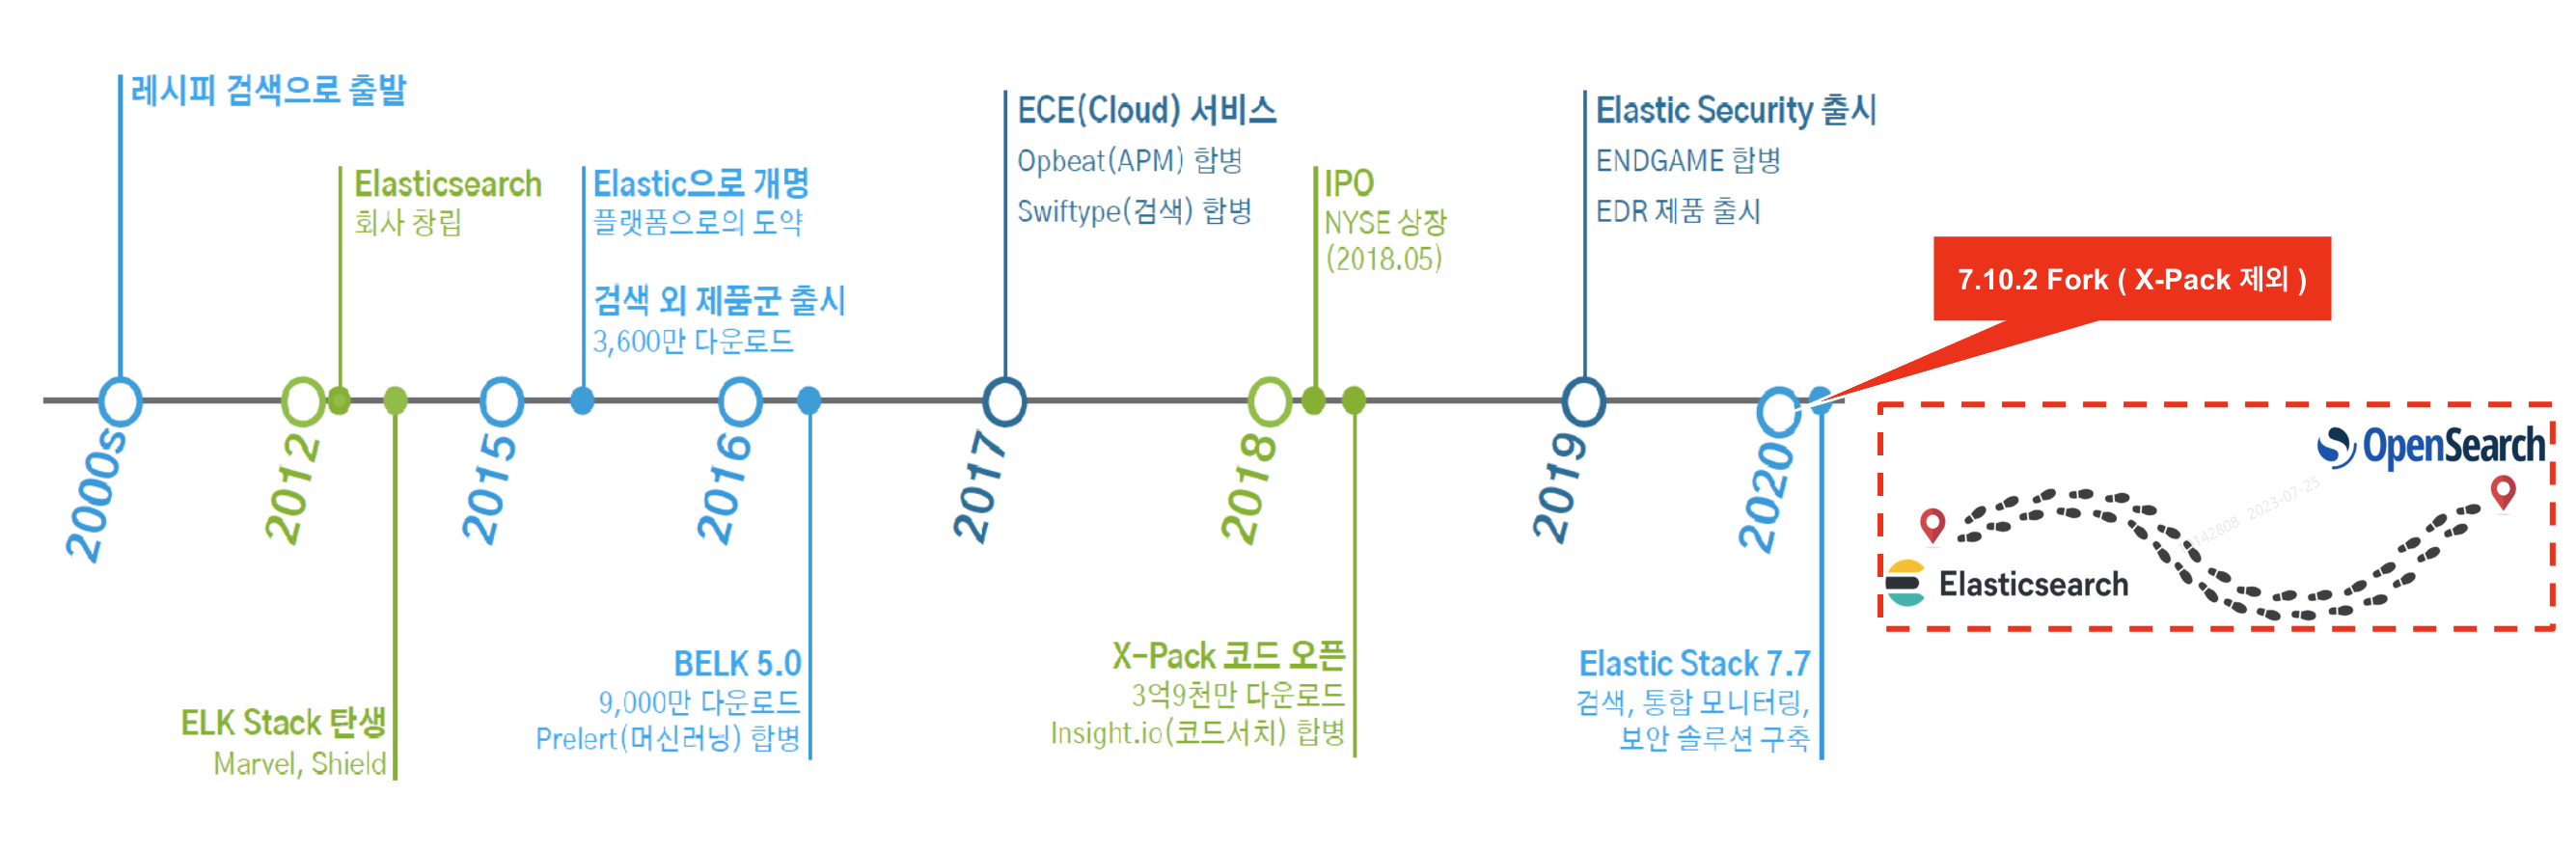 레시피 검색으로 출발
Elasticsearch
회사 창립
Elastic으로 개명
플랫폼으로의 도약
검색 외 제품군 출시
3,600만 다운로드
ECE(Cloud) 서비스
Opbeat(APM) 합병
Swiftype(검색) 합병
IPO
NYSE 상장
(2018.05)
Elastic Security 출시
ENDGAME 합병
EDR 제품 출시
7.10.2 Fork ( X-Pack 제외 )
2000s
2012
2015
2016
2017
2018
2019
2020
OpenSearch
142808 2023-07-25
Elasticsearch
ELK Stack 탄생
Marvel, Shield
BELK 5.0
9,000만 다운로드
Prelert(머신러닝) 합병
X-Pack 코드 오픈
3억9천만 다운로드
Insight.io(코드서치) 합병
Elastic Stack 7.7
검색, 통합 모니터링,
보안 솔루션 구축